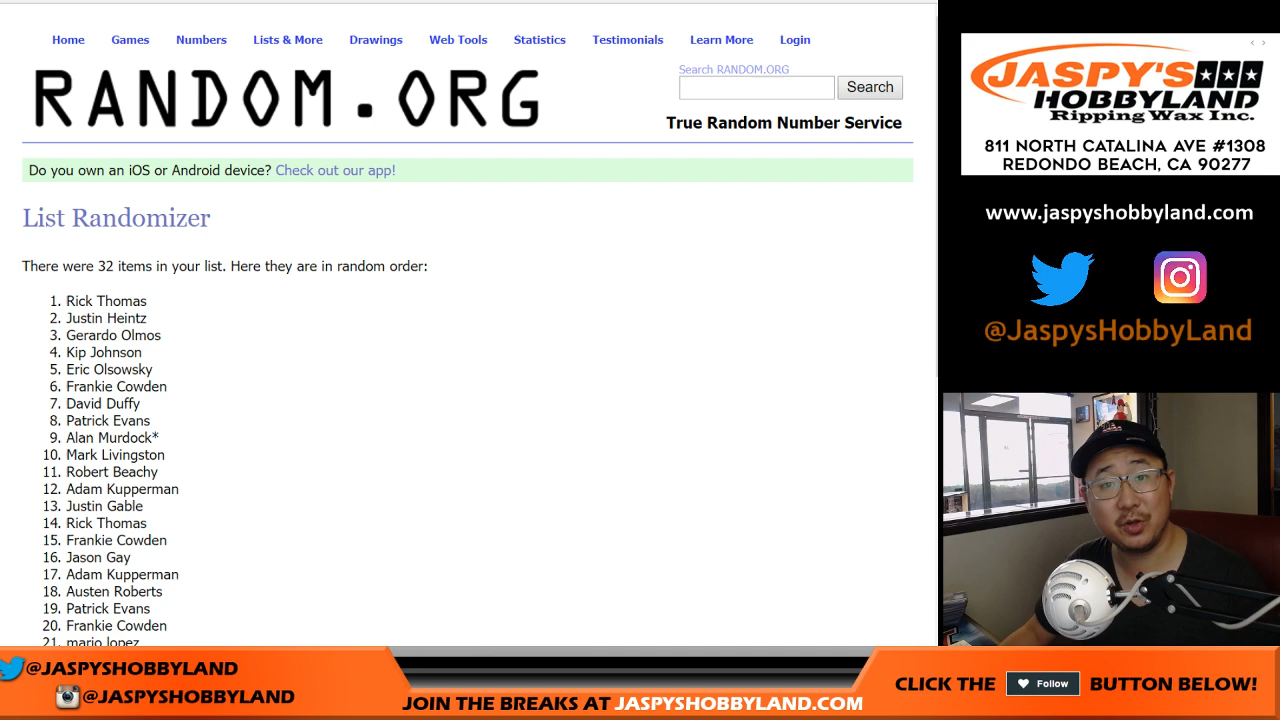 Home Games Numbers Lists & More Drawings Web Tools Statistics Testimonials Learn More Login
RANDOM.ORG
Search RANDOM.ORG
Search
True Random Number Service
Do you own an iOS or Android device? Check out our app!
List Randomizer
There were 32 items in your list. Here they are in random order:
1. Rick Thomas
2. Justin Heintz
3. Gerardo Olmos
4. Kip Johnson
5. Eric Olsowsky
6. Frankie Cowden
7. David Duffy
8. Patrick Evans
9. Alan Murdock*
10. Mark Livingston
11. Robert Beachy
12. Adam Kupperman
13. Justin Gable
14. Rick Thomas
15. Frankie Cowden
16. Jason Gay
17. Adam Kupperman
18. Austen Roberts
19. Patrick Evans
20. Frankie Cowden
21. mario lopez
JASPY'S
HOBBYLAND
Ripping Wax Inc.
811 NORTH CATALINA AVE #1308
REDONDO BEACH, CA 90277
www.jaspyshobbyland.com
@JaspysHobbyLand
@JASPYSHOBBYLAND
@JASPYSHOBBYLAND
JOIN THE BREAKS AT JASPYSHOBBYLAND.COM
CLICK THE Follow BUTTON BELOW!